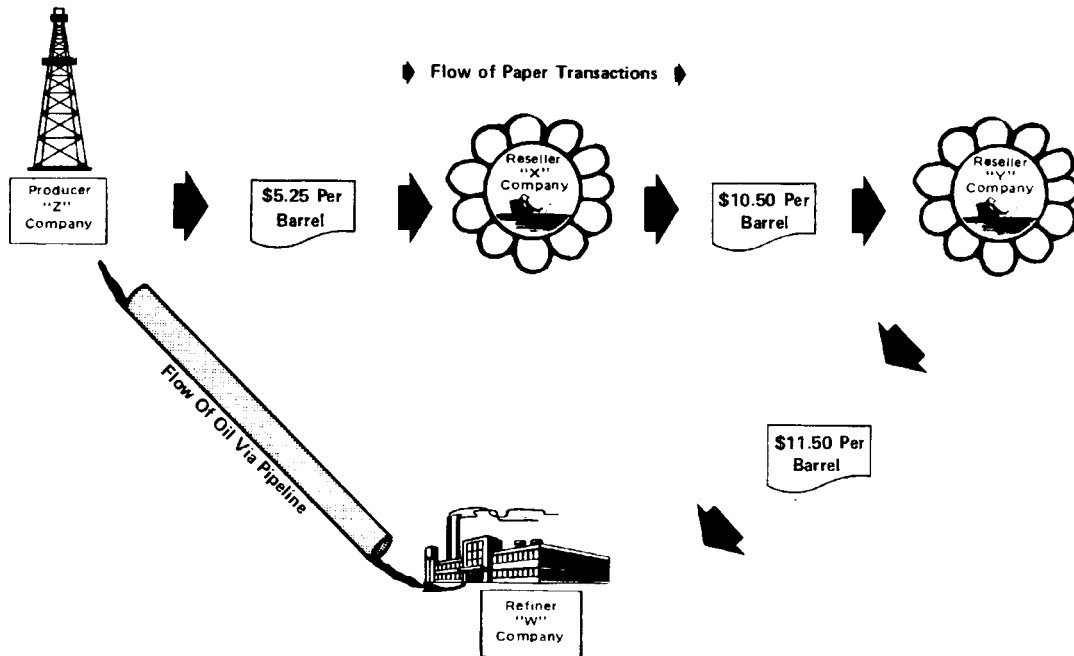 Flow of Paper Transactions
Producer
"Z"
Company
$5.25 Per
Barrel
Reseller
"X"
Company
$10.50 Per
Barrel
Reseller
"Y"
Company
Flow Of Oil Via Pipeline
$11.50 Per
Barrel
Refiner
"W"
Company